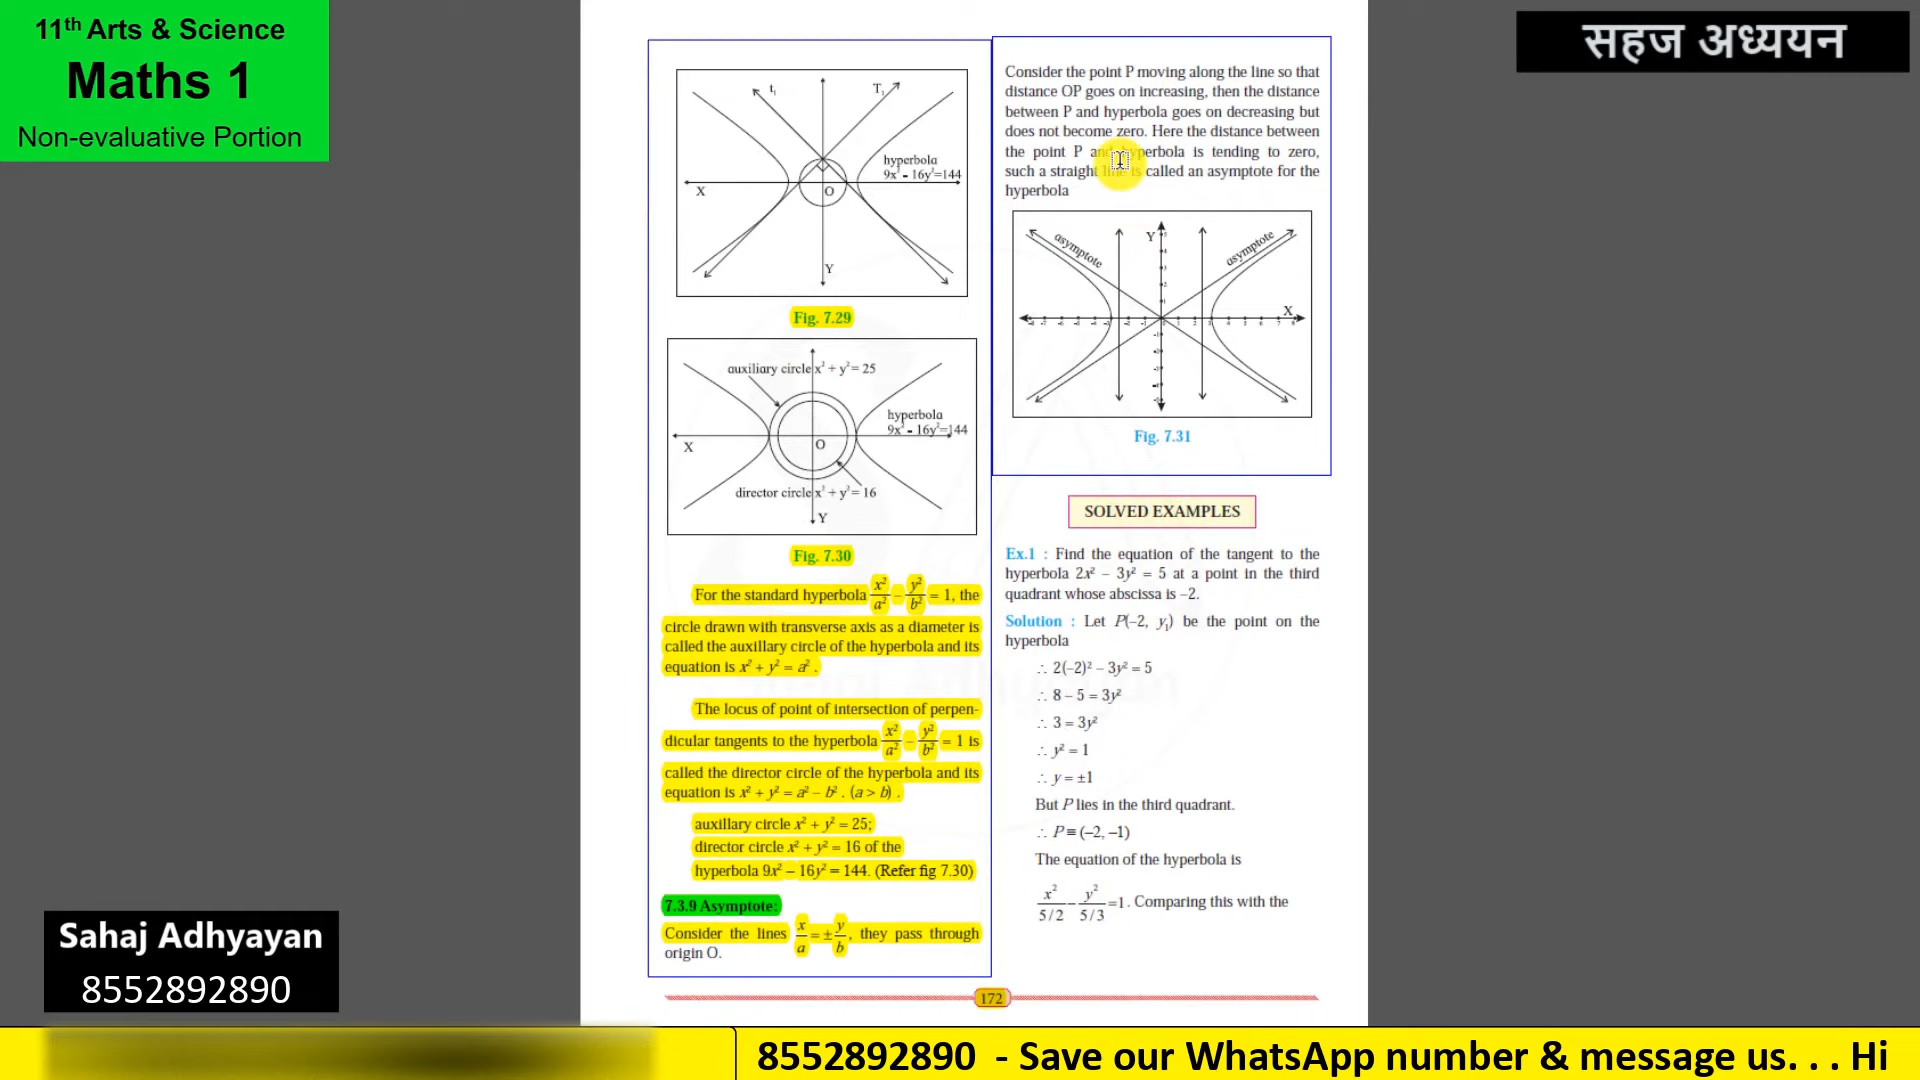 11th Arts & Science
Maths 1
Non-evaluative Portion
सहज अध्ययन
t₁
T₁
hyperbola
9x² - 16y²=144
X
O
Y
Fig. 7.29
auxiliary circle x² + y² = 25
hyperbola
9x² - 16y²=144
X
O
director circle x² + y² = 16
Y
Fig. 7.30
For the standard hyperbola x²/a² – y²/b² = 1, the
circle drawn with transverse axis as a diameter is
called the auxillary circle of the hyperbola and its
equation is x² + y² = a² .
The locus of point of intersection of perpen-
dicular tangents to the hyperbola x²/a² – y²/b² = 1 is
called the director circle of the hyperbola and its
equation is x² + y² = a² – b² . (a > b) .
auxillary circle x² + y² = 25;
director circle x² + y² = 16 of the
hyperbola 9x² – 16y² = 144. (Refer fig 7.30)
7.3.9 Asymptote:
Consider the lines x/a = ± y/b, they pass through
origin O.
Consider the point P moving along the line so that
distance OP goes on increasing, then the distance
between P and hyperbola goes on decreasing but
does not become zero. Here the distance between
the point P and hyperbola is tending to zero,
such a straight line is called an asymptote for the
hyperbola
asymptote
Y
asymptote
X
Fig. 7.31
SOLVED EXAMPLES
Ex.1 : Find the equation of the tangent to the
hyperbola 2x² – 3y² = 5 at a point in the third
quadrant whose abscissa is –2.
Solution : Let P(–2, y₁) be the point on the
hyperbola
∴ 2(–2)² – 3y² = 5
∴ 8 – 5 = 3y²
∴ 3 = 3y²
∴ y² = 1
∴ y = ±1
But P lies in the third quadrant.
∴ P ≡ (–2, –1)
The equation of the hyperbola is
x²/5/2 – y²/5/3 =1. Comparing this with the
172
Sahaj Adhyayan
8552892890
8552892890 - Save our WhatsApp number & message us. . . Hi